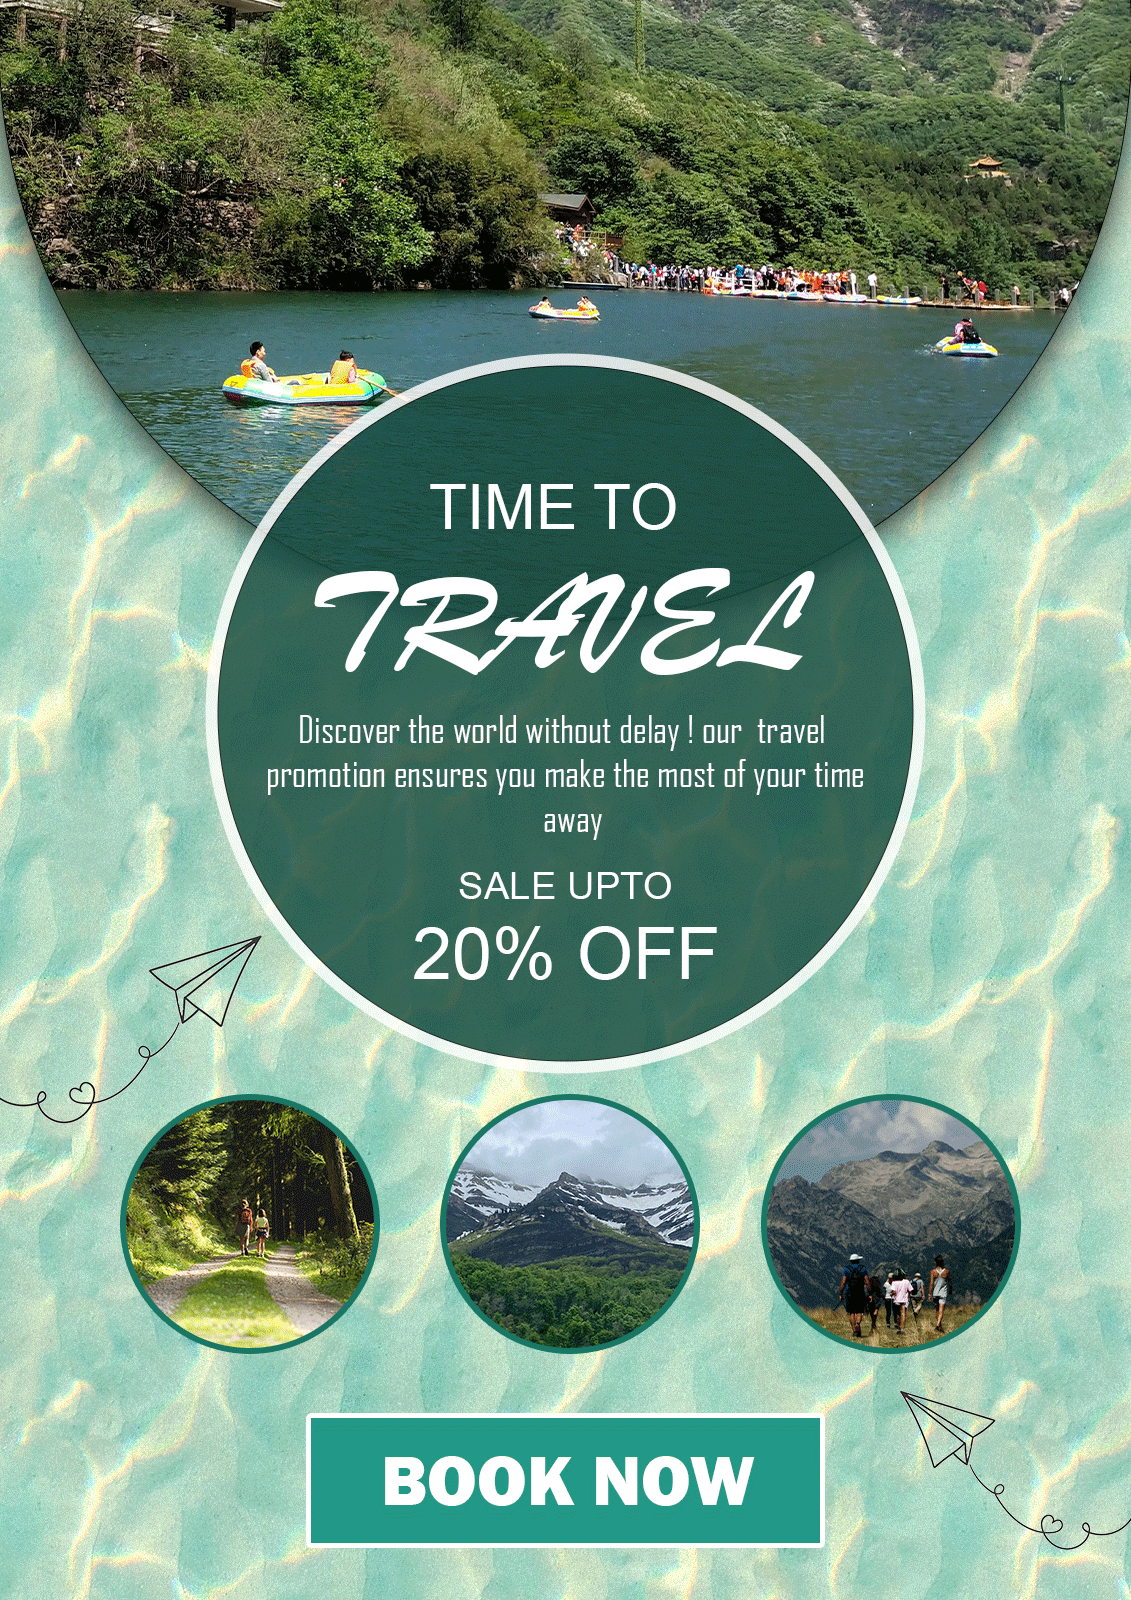 TIME TO
TRAVEL
Discover the world without delay ! our  travel
promotion ensures you make the most of your time
away
SALE UPTO
20% OFF
BOOK NOW